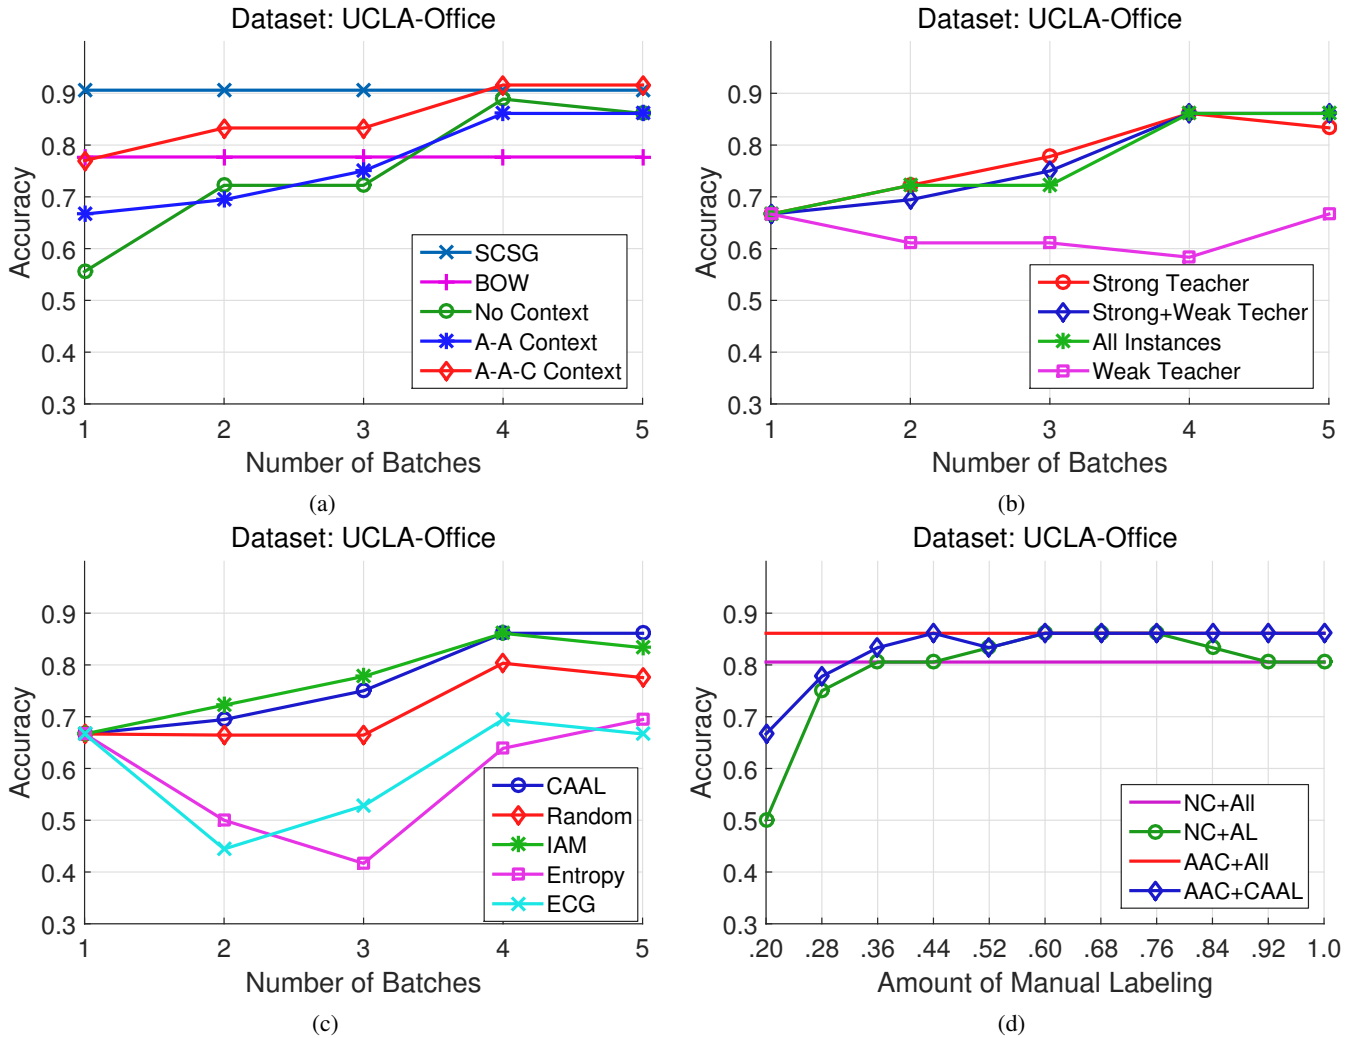 Dataset: UCLA-Office
Accuracy
0.9
0.8
0.7
0.6
0.5
0.4
0.3
SCSG
BOW
No Context
A-A Context
A-A-C Context
1 2 3 4 5
Number of Batches
(a)
Dataset: UCLA-Office
Accuracy
0.9
0.8
0.7
0.6
0.5
0.4
0.3
Strong Teacher
Strong+Weak Techer
All Instances
Weak Teacher
1 2 3 4 5
Number of Batches
(b)
Dataset: UCLA-Office
Accuracy
0.9
0.8
0.7
0.6
0.5
0.4
0.3
CAAL
Random
IAM
Entropy
ECG
1 2 3 4 5
Number of Batches
(c)
Dataset: UCLA-Office
Accuracy
0.9
0.8
0.7
0.6
0.5
0.4
0.3
NC+All
NC+AL
AAC+All
AAC+CAAL
.20 .28 .36 .44 .52 .60 .68 .76 .84 .92 1.0
Amount of Manual Labeling
(d)